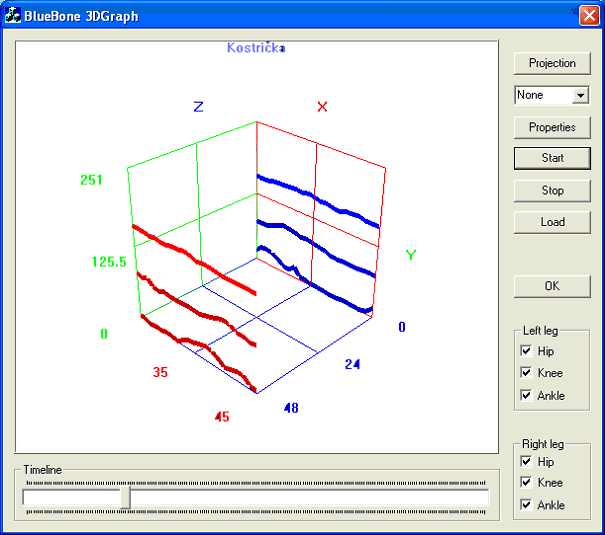 BlueBone 3DGraph
Kostrička
Projection
Z X
None
Properties
Start
251
Stop
Load
Y
125.5
OK
0
0
Left leg
Hip
24
35
Knee
Ankle
48
45
Right leg
Hip
Knee
Ankle
Timeline